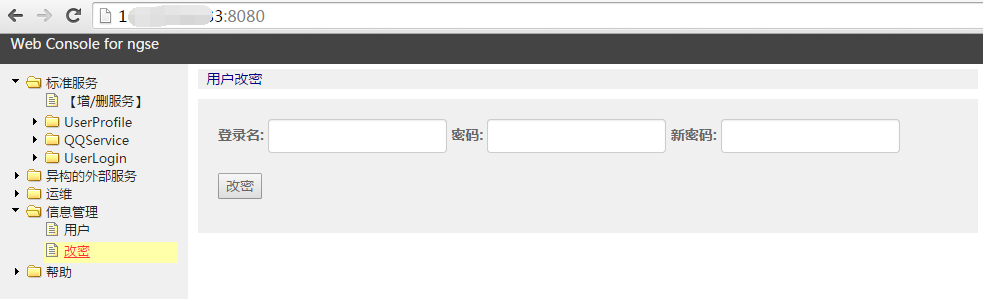 1 3:8080
Web Console for ngse
标准服务
【增/删服务】
UserProfile
QQService
UserLogin
异构的外部服务
运维
信息管理
用户
改密
帮助
用户改密
登录名: 密码: 新密码:
改密